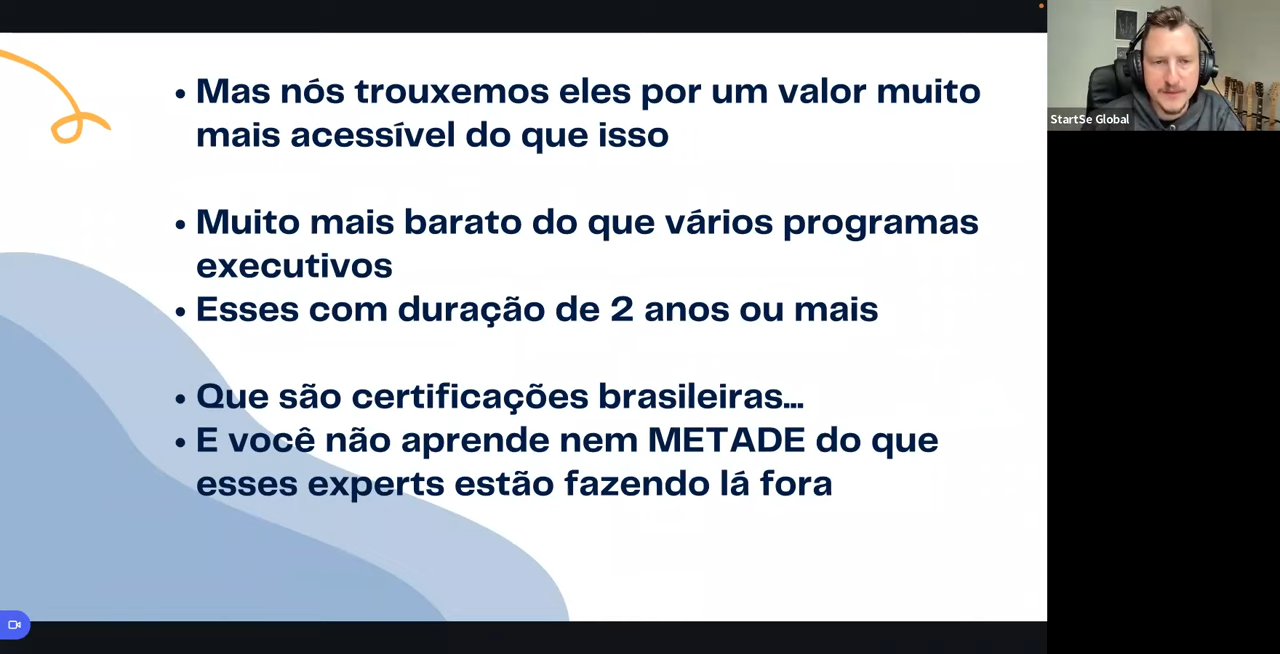 Mas nós trouxemos eles por um valor muito
mais acessível do que isso
Muito mais barato do que vários programas
executivos
Esses com duração de 2 anos ou mais
Que são certificações brasileiras...
E você não aprende nem METADE do que
esses experts estão fazendo lá fora
StartSe Global